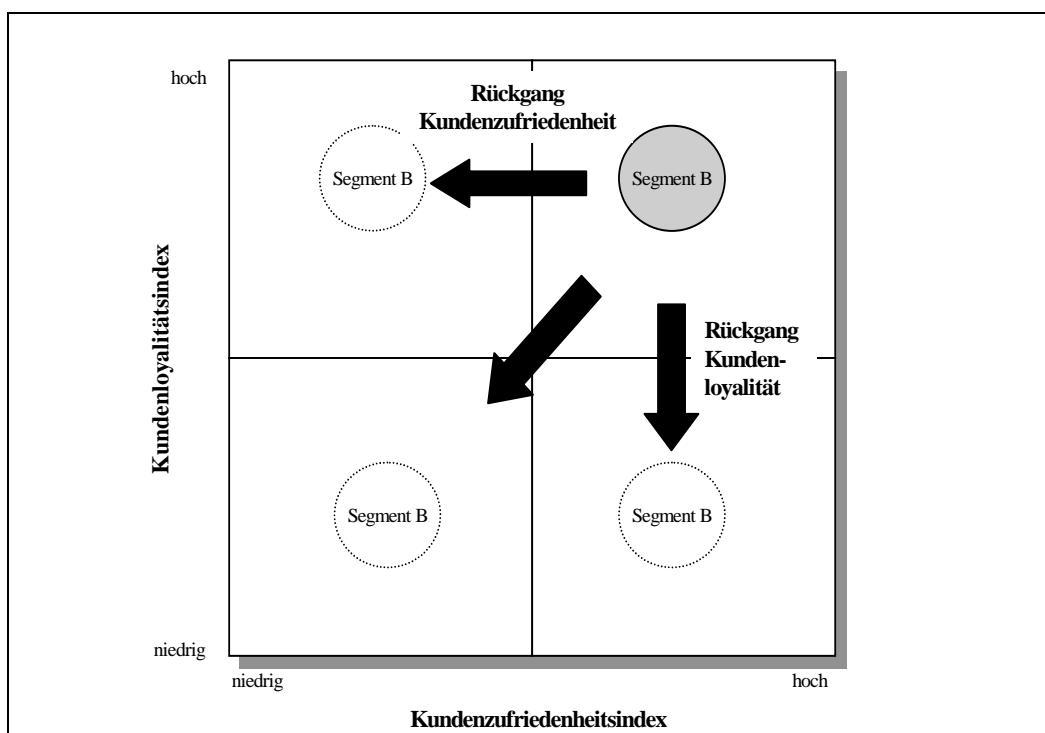 hoch
Rückgang
Kundenzufriedenheit
Segment B
Segment B
Kundenloyalitätsindex
Rückgang
Kunden-
loyalität
Segment B
Segment B
niedrig
niedrig
hoch
Kundenzufriedenheitsindex